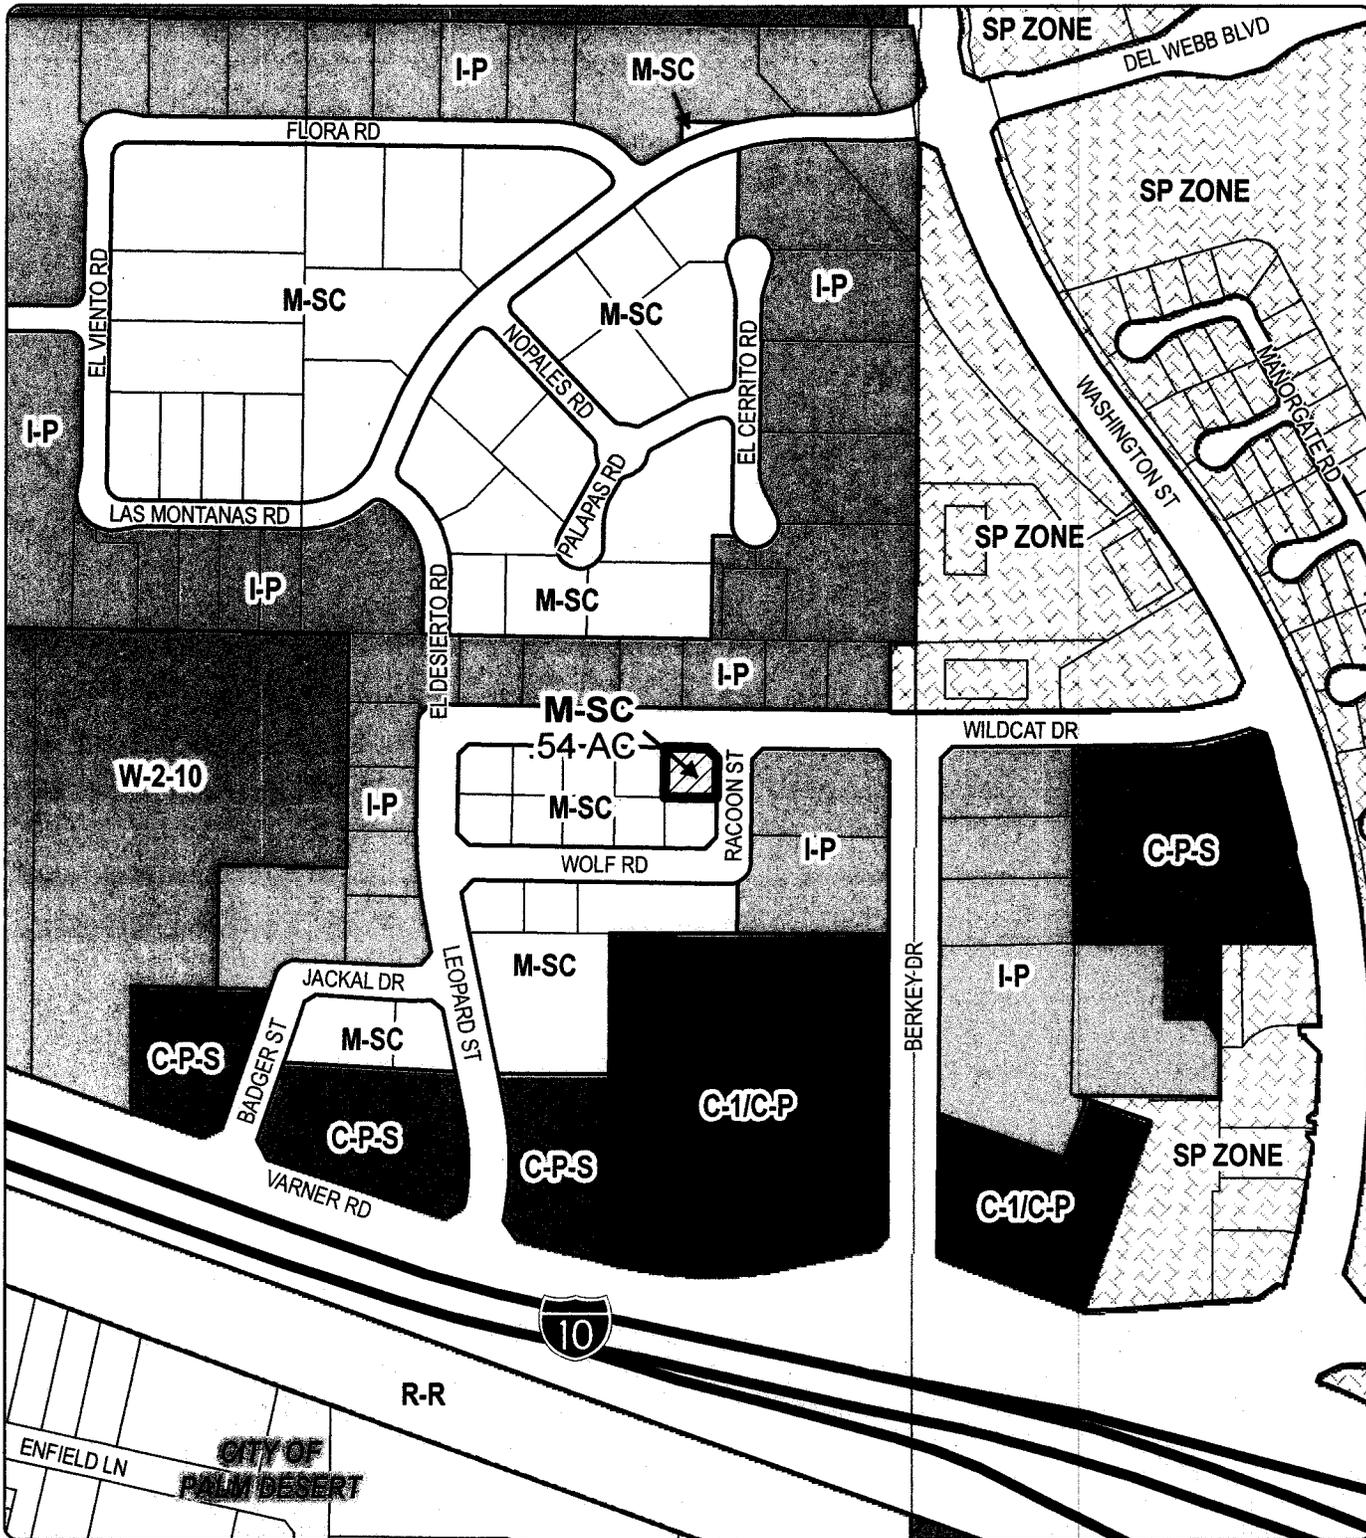 SP ZONE
DEL WEBB BLVD
I-P
M-SC
FLORA RD
SP ZONE
EL VIENTO RD
M-SC
M-SC
I-P
NOPALES RD
EL CERRITO RD
MANORGATE RD
WASHINGTON ST
I-P
PALAPAS RD
LAS MONTANAS RD
SP ZONE
I-P
M-SC
EL DESIERTO RD
I-P
M-SC
.54 AC
WILDCAT DR
W-2-10
I-P
M-SC
RACOON ST
I-P
C-P-S
WOLF RD
M-SC
LEOPARD ST
JACKAL DR
I-P
BERKEY DR
BADGER ST
M-SC
C-P-S
C-1/C-P
C-P-S
C-P-S
SP ZONE
VARNER RD
C-1/C-P
10
R-R
ENFIELD LN
CITY OF
PALM DESERT